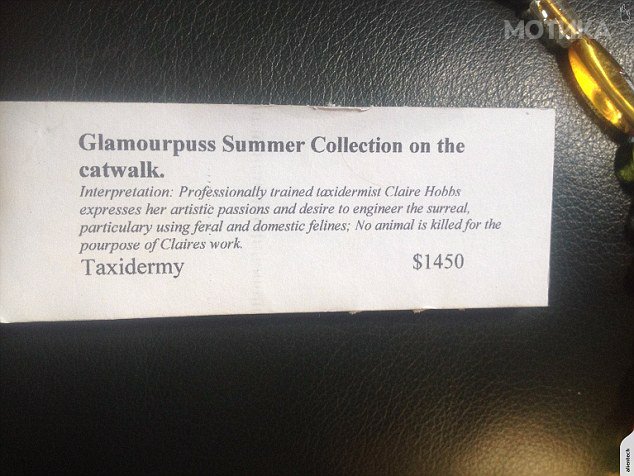 МОТИКА
Glamourpuss Summer Collection on the
catwalk.
Interpretation: Professionally trained taxidermist Claire Hobbs
expresses her artistic passions and desire to engineer the surreal,
particulary using feral and domestic felines; No animal is killed for the
pourpose of Claires work.
Taxidermy $1450